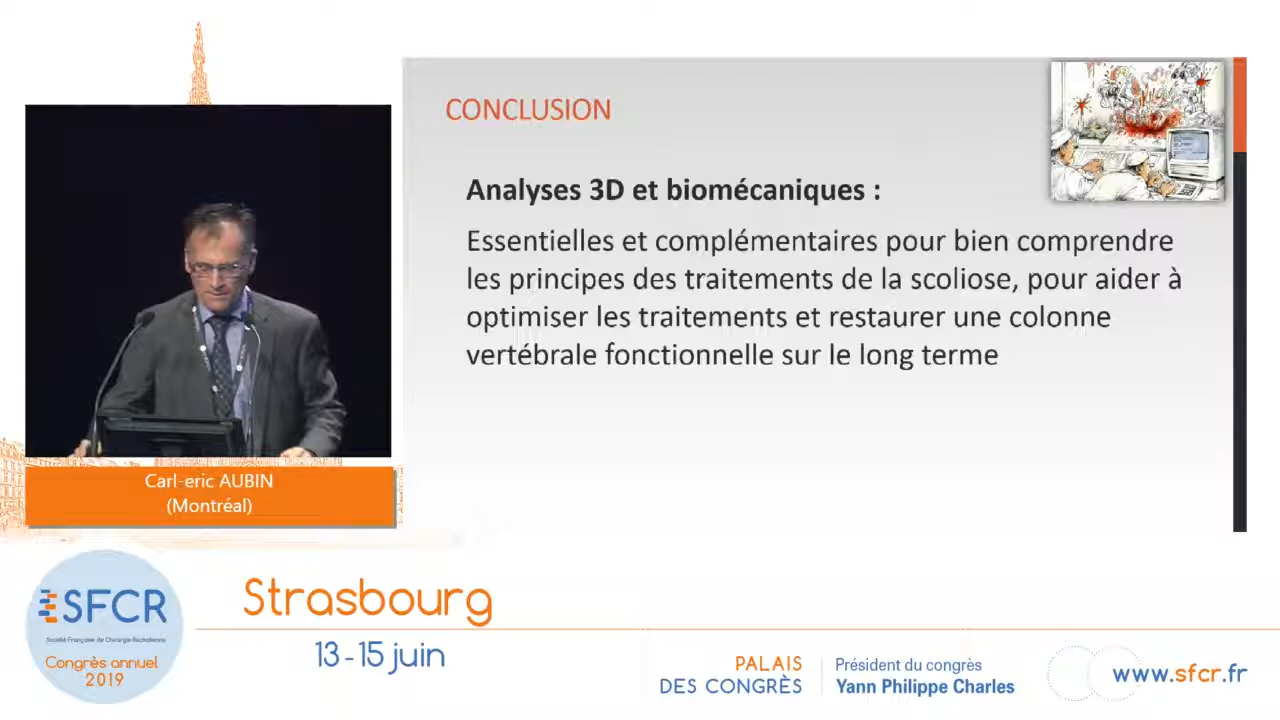 CONCLUSION
Analyses 3D et biomécaniques :
Essentielles et complémentaires pour bien comprendre
les principes des traitements de la scoliose, pour aider à
optimiser les traitements et restaurer une colonne
vertébrale fonctionnelle sur le long terme
Carl-eric AUBIN
(Montréal)
SFCR
Société Française de Chirurgie Rachidienne
Congrès annuel
2019
Strasbourg
13-15 juin
PALAIS
DES CONGRÈS
Président du congrès
Yann Philippe Charles
www.sfcr.fr